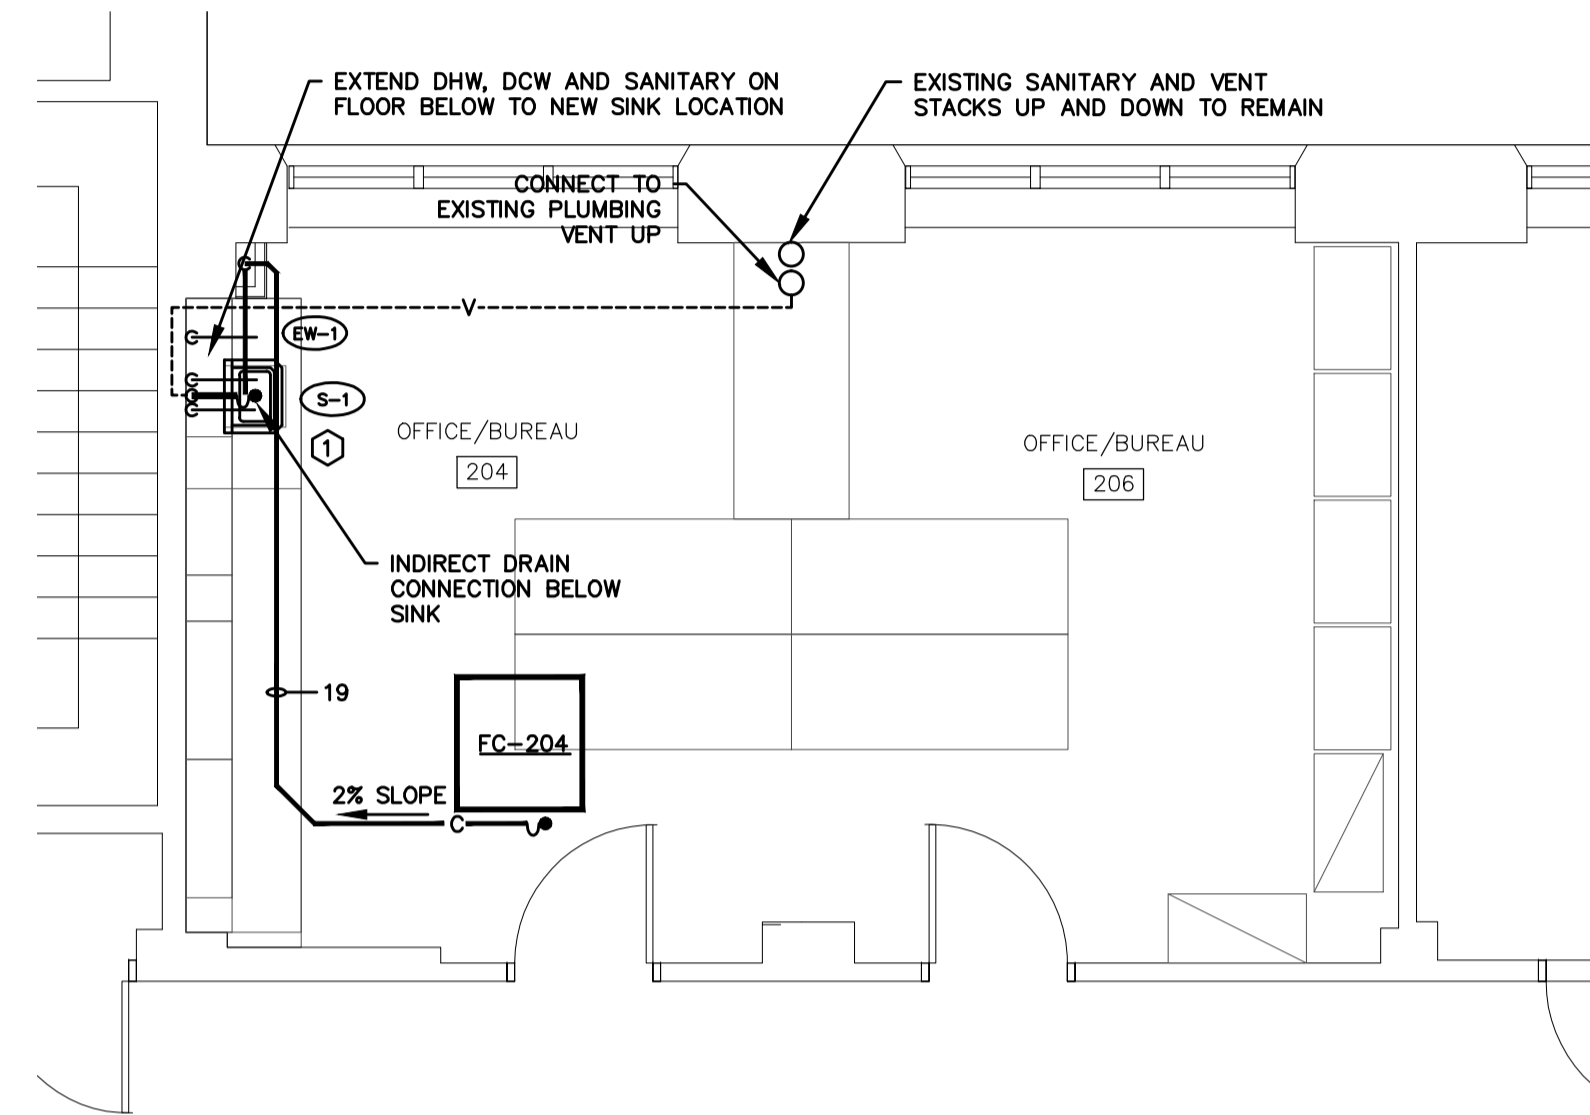 EXTEND DHW, DCW AND SANITARY ON
FLOOR BELOW TO NEW SINK LOCATION
EXISTING SANITARY AND VENT
STACKS UP AND DOWN TO REMAIN
CONNECT TO
EXISTING PLUMBING
VENT UP
V
EW-1
S-1
1
OFFICE/BUREAU
204
OFFICE/BUREAU
206
INDIRECT DRAIN
CONNECTION BELOW
SINK
19
FC-204
2% SLOPE
C